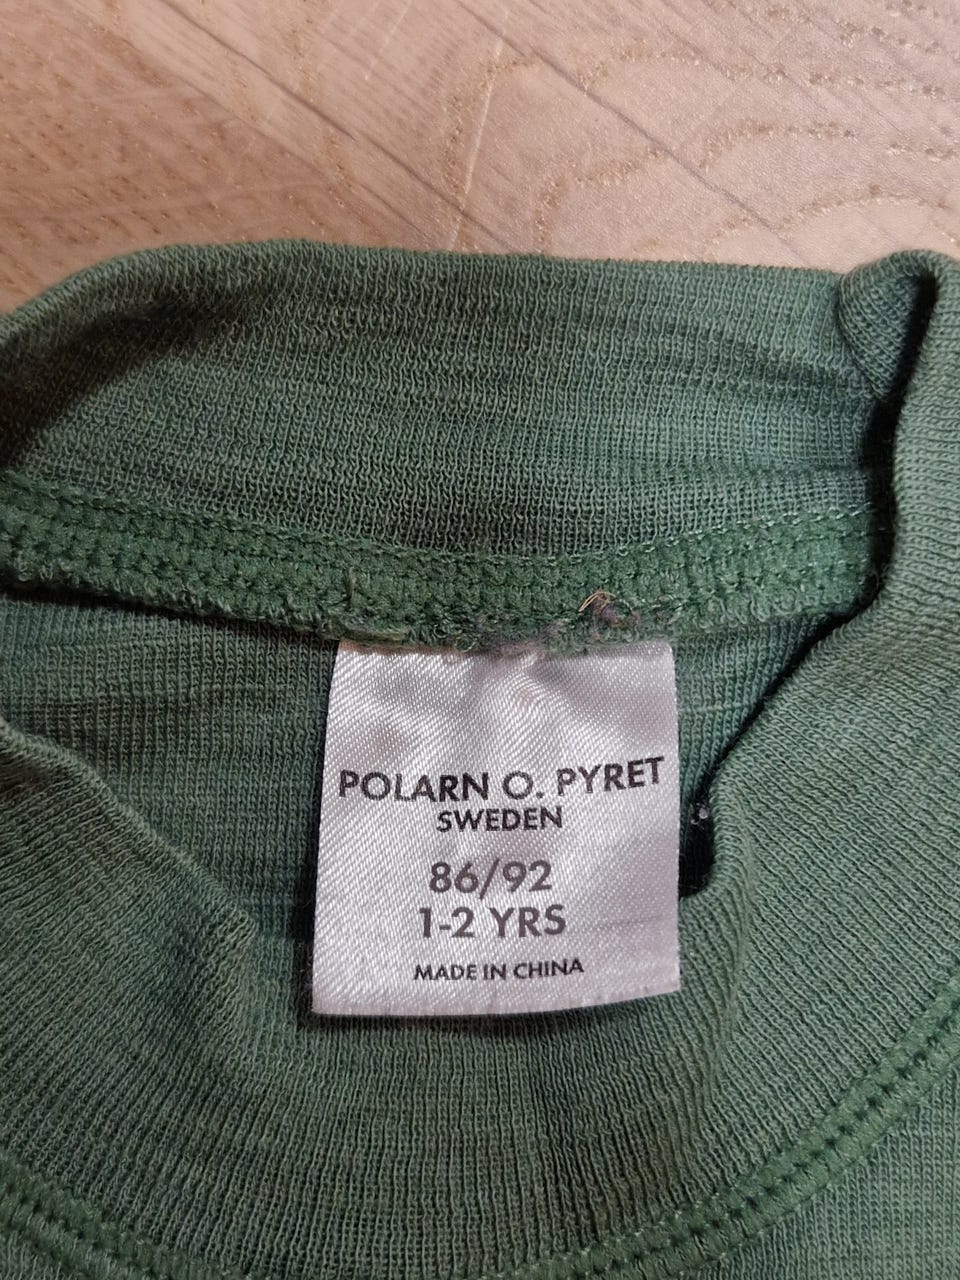 POLARN O. PYRET
SWEDEN
86/92
1-2 YRS
MADE IN CHINA